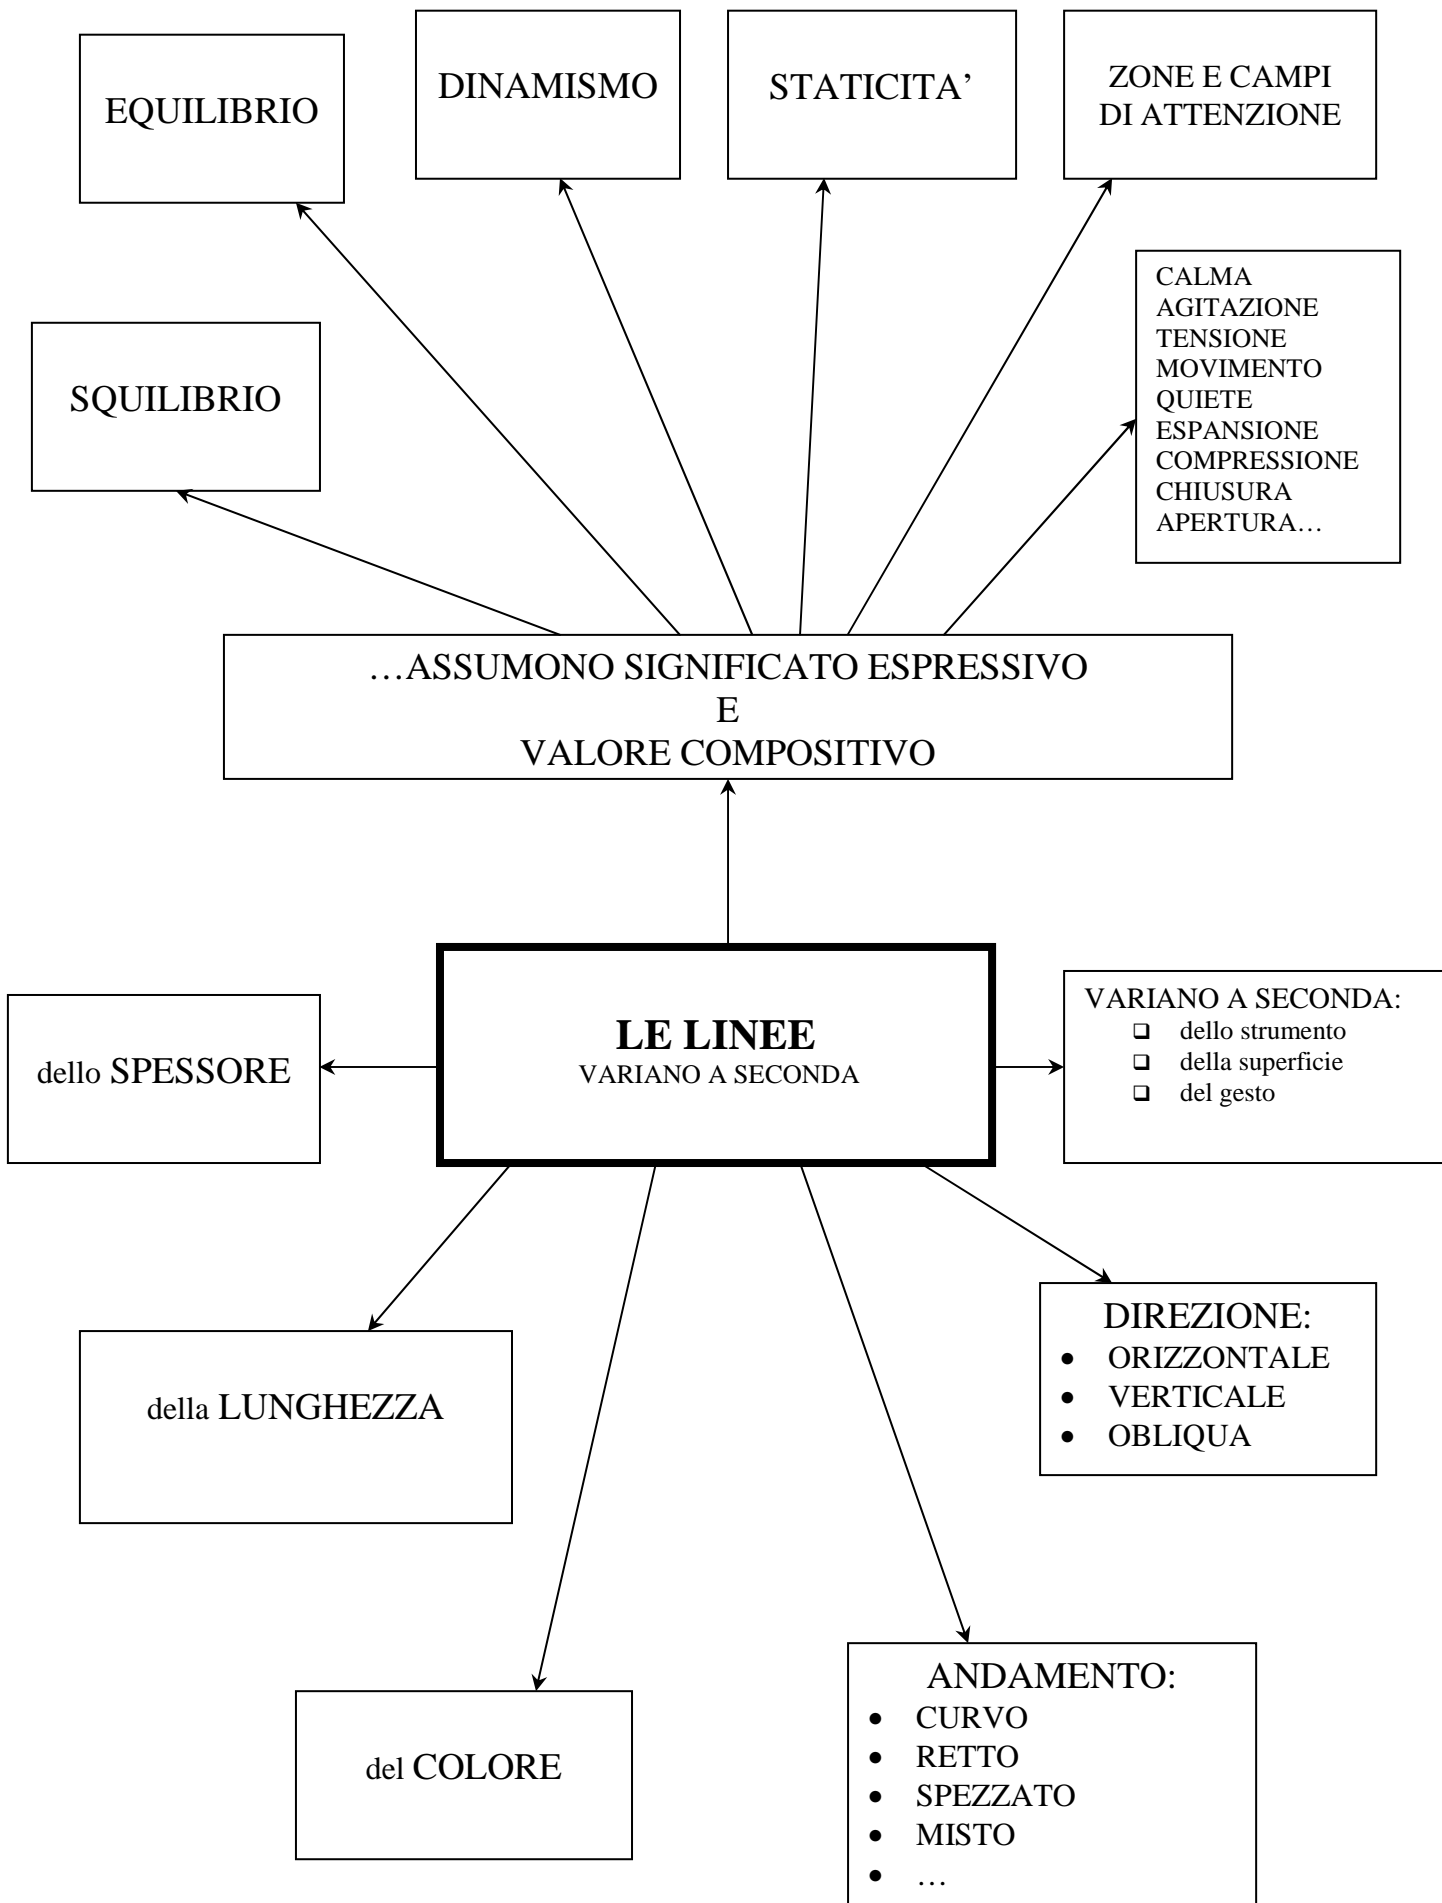 EQUILIBRIO
DINAMISMO
STATICITA’
ZONE E CAMPI
DI ATTENZIONE
SQUILIBRIO
CALMA
AGITAZIONE
TENSIONE
MOVIMENTO
QUIETE
ESPANSIONE
COMPRESSIONE
CHIUSURA
APERTURA…
…ASSUMONO SIGNIFICATO ESPRESSIVO
E
VALORE COMPOSITIVO
dello SPESSORE
LE LINEE
VARIANO A SECONDA
VARIANO A SECONDA:
❑ dello strumento
❑ della superficie
❑ del gesto
della LUNGHEZZA
DIREZIONE:
• ORIZZONTALE
• VERTICALE
• OBLIQUA
del COLORE
ANDAMENTO:
• CURVO
• RETTO
• SPEZZATO
• MISTO
• …